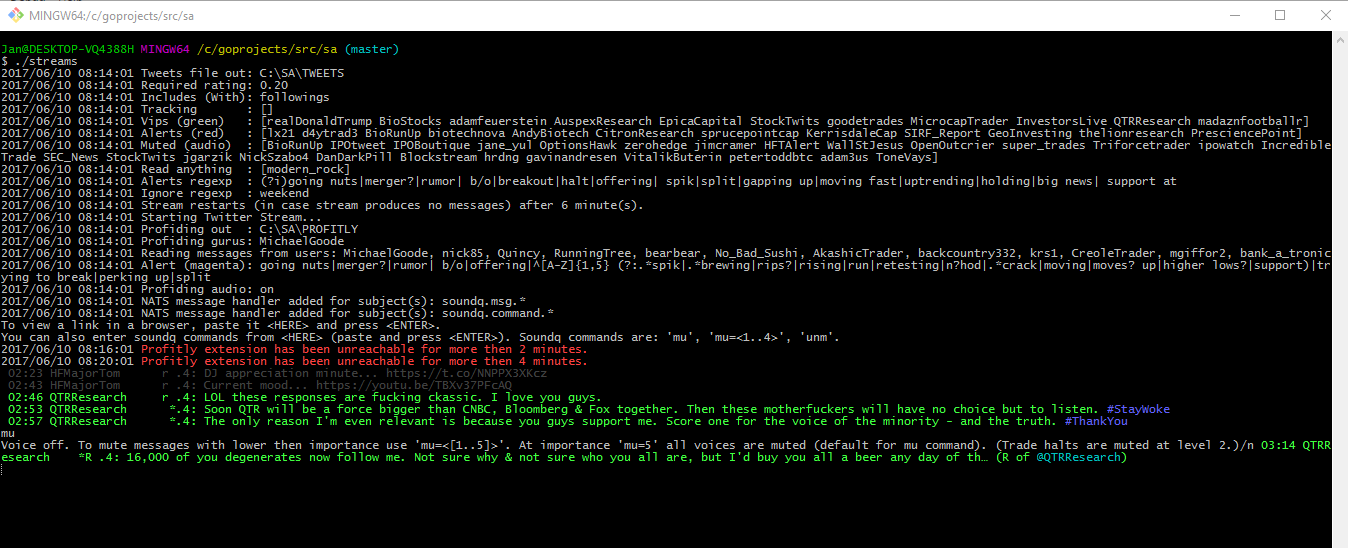 MINGW64:/c/goprojects/src/sa
Jan@DESKTOP-VQ4388H MINGW64 /c/goprojects/src/sa (master)
$ ./streams
2017/06/10 08:14:01 Tweets file out: C:\SA\TWEETS
2017/06/10 08:14:01 Required rating: 0.20
2017/06/10 08:14:01 Includes (With): followings
2017/06/10 08:14:01 Tracking        : []
2017/06/10 08:14:01 Vips (green)    : [realDonaldTrump BioStocks adamfeuerstein AuspexResearch EpicaCapital StockTwits goodetrades MicrocapTrader InvestorsLive QTRResearch madaznfootballr]
2017/06/10 08:14:01 Alerts (red)    : [lx21 d4ytrad3 BioRunUp biotechnova AndyBiotech CitronResearch sprucepointcap KerrisdaleCap SIRF_Report GeoInvesting thelionresearch PresciencePoint]
2017/06/10 08:14:01 Muted (audio)   : [BioRunUp IPOtweet IPOBoutique jane_yul OptionsHawk zerohedge jimcramer HFTAlert WallStJesus OpenOutcrier super_trades Triforcetrader ipowatch Incredible
Trade SEC_News StockTwits jgarzik NickSzabo4 DanDarkPill Blockstream hrdng gavinandresen VitalikButerin petertoddbtc adam3us ToneVays]
2017/06/10 08:14:01 Read anything   : [modern_rock]
2017/06/10 08:14:01 Alerts regexp   : (?i)going nuts|merger?|rumor| b/o|breakout|halt|offering| spik|split|gapping up|moving fast|uptrending|holding|big news| support at
2017/06/10 08:14:01 Ignore regexp   : weekend
2017/06/10 08:14:01 Stream restarts (in case stream produces no messages) after 6 minute(s).
2017/06/10 08:14:01 Starting Twitter Stream...
2017/06/10 08:14:01 Profiding out   : C:\SA\PROFITLY
2017/06/10 08:14:01 Profiding gurus: MichaelGoode
2017/06/10 08:14:01 Reading messages from users: MichaelGoode, nick85, Quincy, RunningTree, bearbear, No_Bad_Sushi, AkashicTrader, backcountry332, krs1, CreoleTrader, mgiffor2, bank_a_tronic
2017/06/10 08:14:01 Alert (magenta): going nuts|merger?|rumor| b/o|offering|^[A-Z]{1,5} (?:.*spik|.*brewing|rips?|rising|run|retesting|n?hod|.*crack|moving|moves? up|higher lows?|support)|tr
ying to break|perking up|split
2017/06/10 08:14:01 Profiding audio: on
2017/06/10 08:14:01 NATS message handler added for subject(s): soundq.msg.*
2017/06/10 08:14:01 NATS message handler added for subject(s): soundq.command.*
To view a link in a browser, paste it <HERE> and press <ENTER>.
You can also enter soundq commands from <HERE> (paste and press <ENTER>). Soundq commands are: 'mu', 'mu=<1..4>', 'unm'.
2017/06/10 08:16:01 Profitly extension has been unreachable for more then 2 minutes.
2017/06/10 08:20:01 Profitly extension has been unreachable for more then 4 minutes.
02:23 HFMajorTom     r .4: DJ appreciation minute... https://t.co/NNPPX3XKcz
02:43 HFMajorTom     r .4: Current mood... https://youtu.be/TBXv37PFcAQ
02:46 QTRResearch     r .4: LOL these responses are fucking ckassic. I love you guys.
02:53 QTRResearch      *.4: Soon QTR will be a force bigger than CNBC, Bloomberg & Fox together. Then these motherfuckers will have no choice but to listen. #StayWoke
02:57 QTRResearch      *.4: The only reason I'm even relevant is because you guys support me. Score one for the voice of the minority - and the truth. #ThankYou
mu
Voice off. To mute messages with lower then importance use 'mu=<[1..5]>'. At importance 'mu=5' all voices are muted (default for mu command). (Trade halts are muted at level 2.)/n 03:14 QTRR
esearch    *R .4: 16,000 of you degenerates now follow me. Not sure why & not sure who you all are, but I'd buy you all a beer any day of th… (R of @QTRResearch)